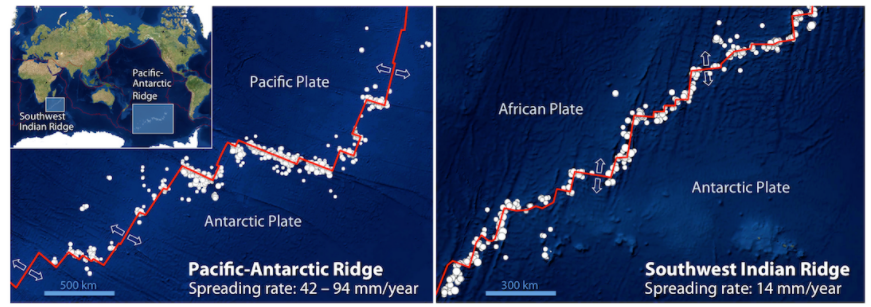 Pacific-
Antarctic
Ridge
Southwest
Indian Ridge
Pacific Plate
Antarctic Plate
500 km
Pacific-Antarctic Ridge
Spreading rate: 42 – 94 mm/year
African Plate
Antarctic Plate
300 km
Southwest Indian Ridge
Spreading rate: 14 mm/year